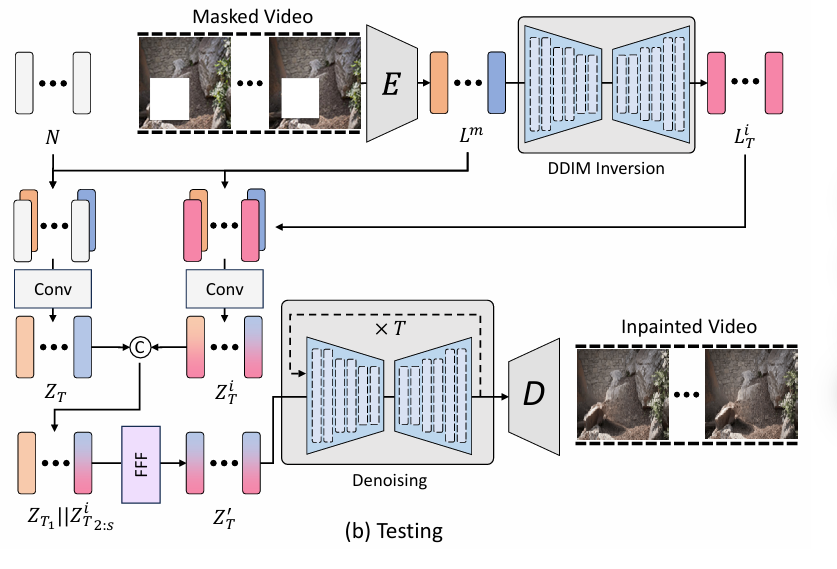 Masked Video
E
N
L^m
DDIM Inversion
L_T^i
Conv
Conv
C
× T
Inpainted Video
D
Z_T
Z_T^i
FFF
Denoising
Z_{T_1}||Z_{T_{2:s}}^i
Z_T'
(b) Testing